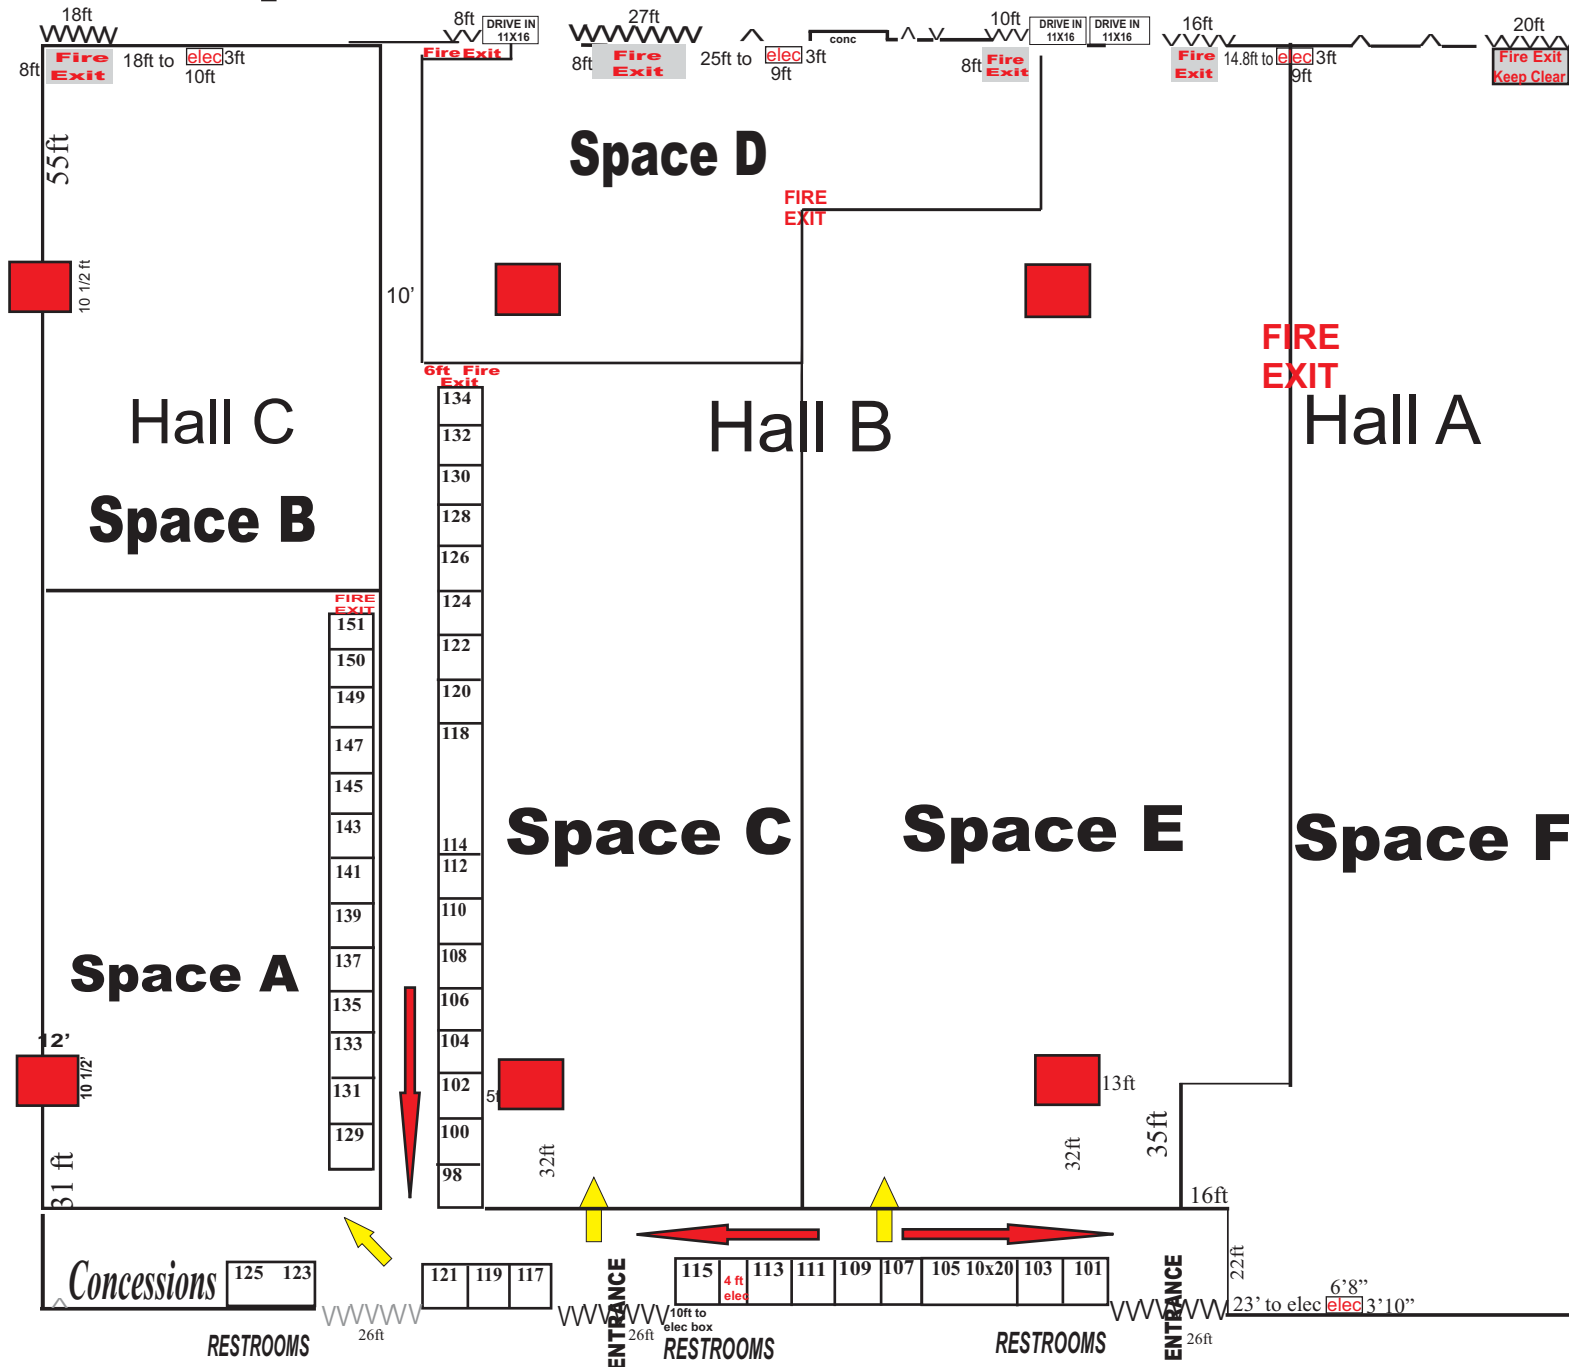 18ft
8ft
DRIVE IN
11X16
27ft
10ft
DRIVE IN
11X16
DRIVE IN
11X16
16ft
20ft
8ft
Fire
Exit
18ft to
elec
3ft
10ft
Fire Exit
8ft
Fire
Exit
25ft to
elec
3ft
9ft
conc
8ft
Fire
Exit
Fire
Exit
14.8ft to
elec
3ft
9ft
Fire Exit
Keep Clear
55ft
Space D
FIRE
EXIT
10 1/2 ft
10'
FIRE
EXIT
6ft Fire
Exit
Hall C
Hall B
Hall A
Space B
134
132
130
128
126
124
122
120
118
114
112
110
108
106
104
102
100
98
FIRE
EXIT
151
150
149
147
145
143
141
139
137
135
133
131
129
Space C
Space E
Space F
Space A
12'
10 1/2'
5f
13ft
31 ft
32ft
32ft
35ft
16ft
Concessions
125 123
121
119
117
ENTRANCE
115
4 ft
elec
113
111
109
107
105 10x20
103
101
ENTRANCE
22ft
6'8"
23' to elec
elec
3'10"
26ft
26ft
10ft to
elec box
26ft
RESTROOMS
RESTROOMS
RESTROOMS